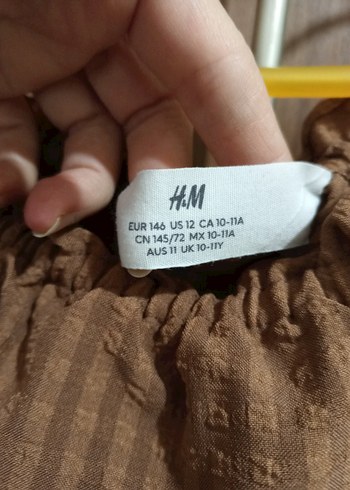 H&M
EUR 146 US 12 CA 10-11A
CN 145/72 MX 10-11A
AUS 11 UK 10-11Y